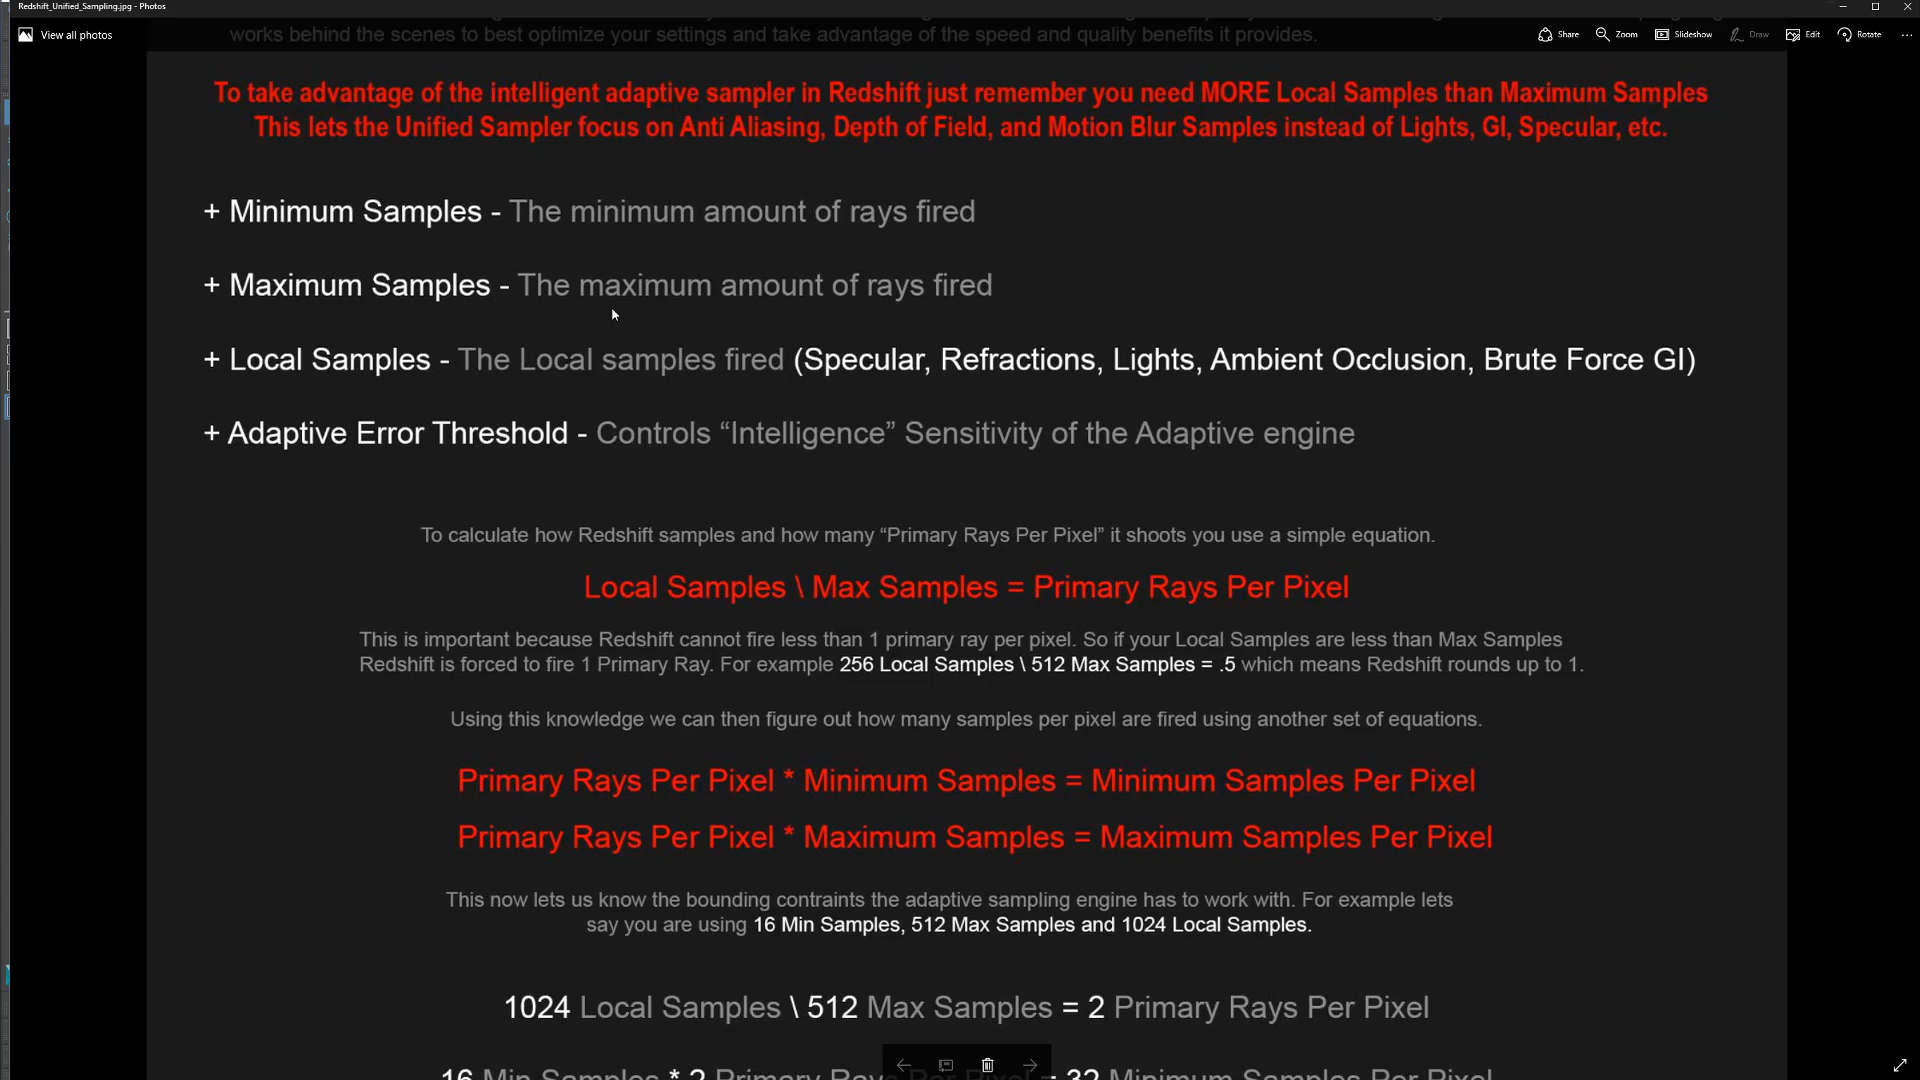 Redshift_Unified_Sampling.jpg - Photos
View all photos
Share
Zoom
Slideshow
Draw
Edit
Rotate
works behind the scenes to best optimize your settings and take advantage of the speed and quality benefits it provides.
To take advantage of the intelligent adaptive sampler in Redshift just remember you need MORE Local Samples than Maximum Samples
This lets the Unified Sampler focus on Anti Aliasing, Depth of Field, and Motion Blur Samples instead of Lights, GI, Specular, etc.
+ Minimum Samples - The minimum amount of rays fired
+ Maximum Samples - The maximum amount of rays fired
+ Local Samples - The Local samples fired (Specular, Refractions, Lights, Ambient Occlusion, Brute Force GI)
+ Adaptive Error Threshold - Controls “Intelligence” Sensitivity of the Adaptive engine
To calculate how Redshift samples and how many “Primary Rays Per Pixel” it shoots you use a simple equation.
Local Samples \ Max Samples = Primary Rays Per Pixel
This is important because Redshift cannot fire less than 1 primary ray per pixel. So if your Local Samples are less than Max Samples
Redshift is forced to fire 1 Primary Ray. For example 256 Local Samples \ 512 Max Samples = .5 which means Redshift rounds up to 1.
Using this knowledge we can then figure out how many samples per pixel are fired using another set of equations.
Primary Rays Per Pixel * Minimum Samples = Minimum Samples Per Pixel
Primary Rays Per Pixel * Maximum Samples = Maximum Samples Per Pixel
This now lets us know the bounding contraints the adaptive sampling engine has to work with. For example lets
say you are using 16 Min Samples, 512 Max Samples and 1024 Local Samples.
1024 Local Samples \ 512 Max Samples = 2 Primary Rays Per Pixel
16 Min Samples * 2 Primary Rays Per Pixel = 32 Minimum Samples Per Pixel